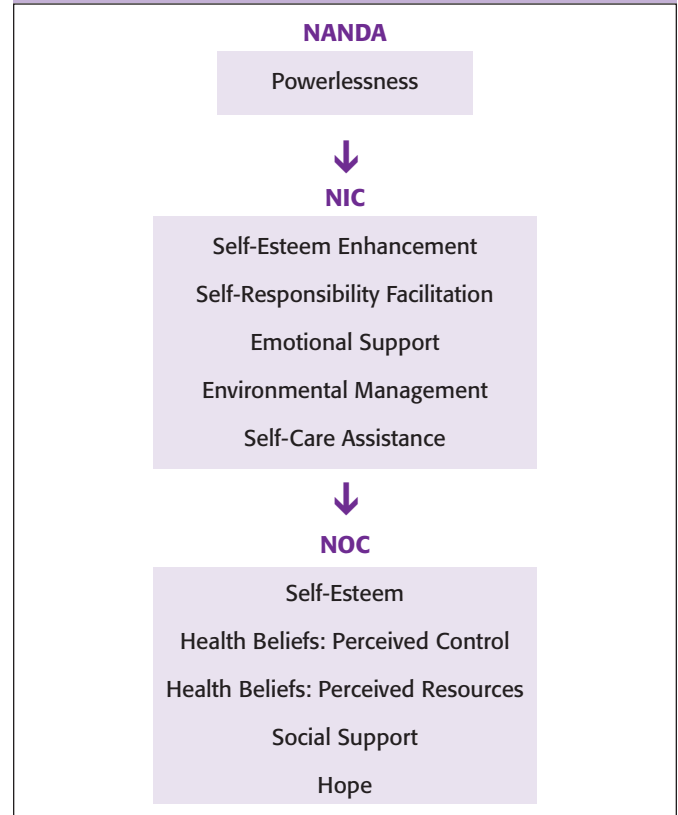 NANDA
Powerlessness
NIC
Self-Esteem Enhancement
Self-Responsibility Facilitation
Emotional Support
Environmental Management
Self-Care Assistance
NOC
Self-Esteem
Health Beliefs: Perceived Control
Health Beliefs: Perceived Resources
Social Support
Hope